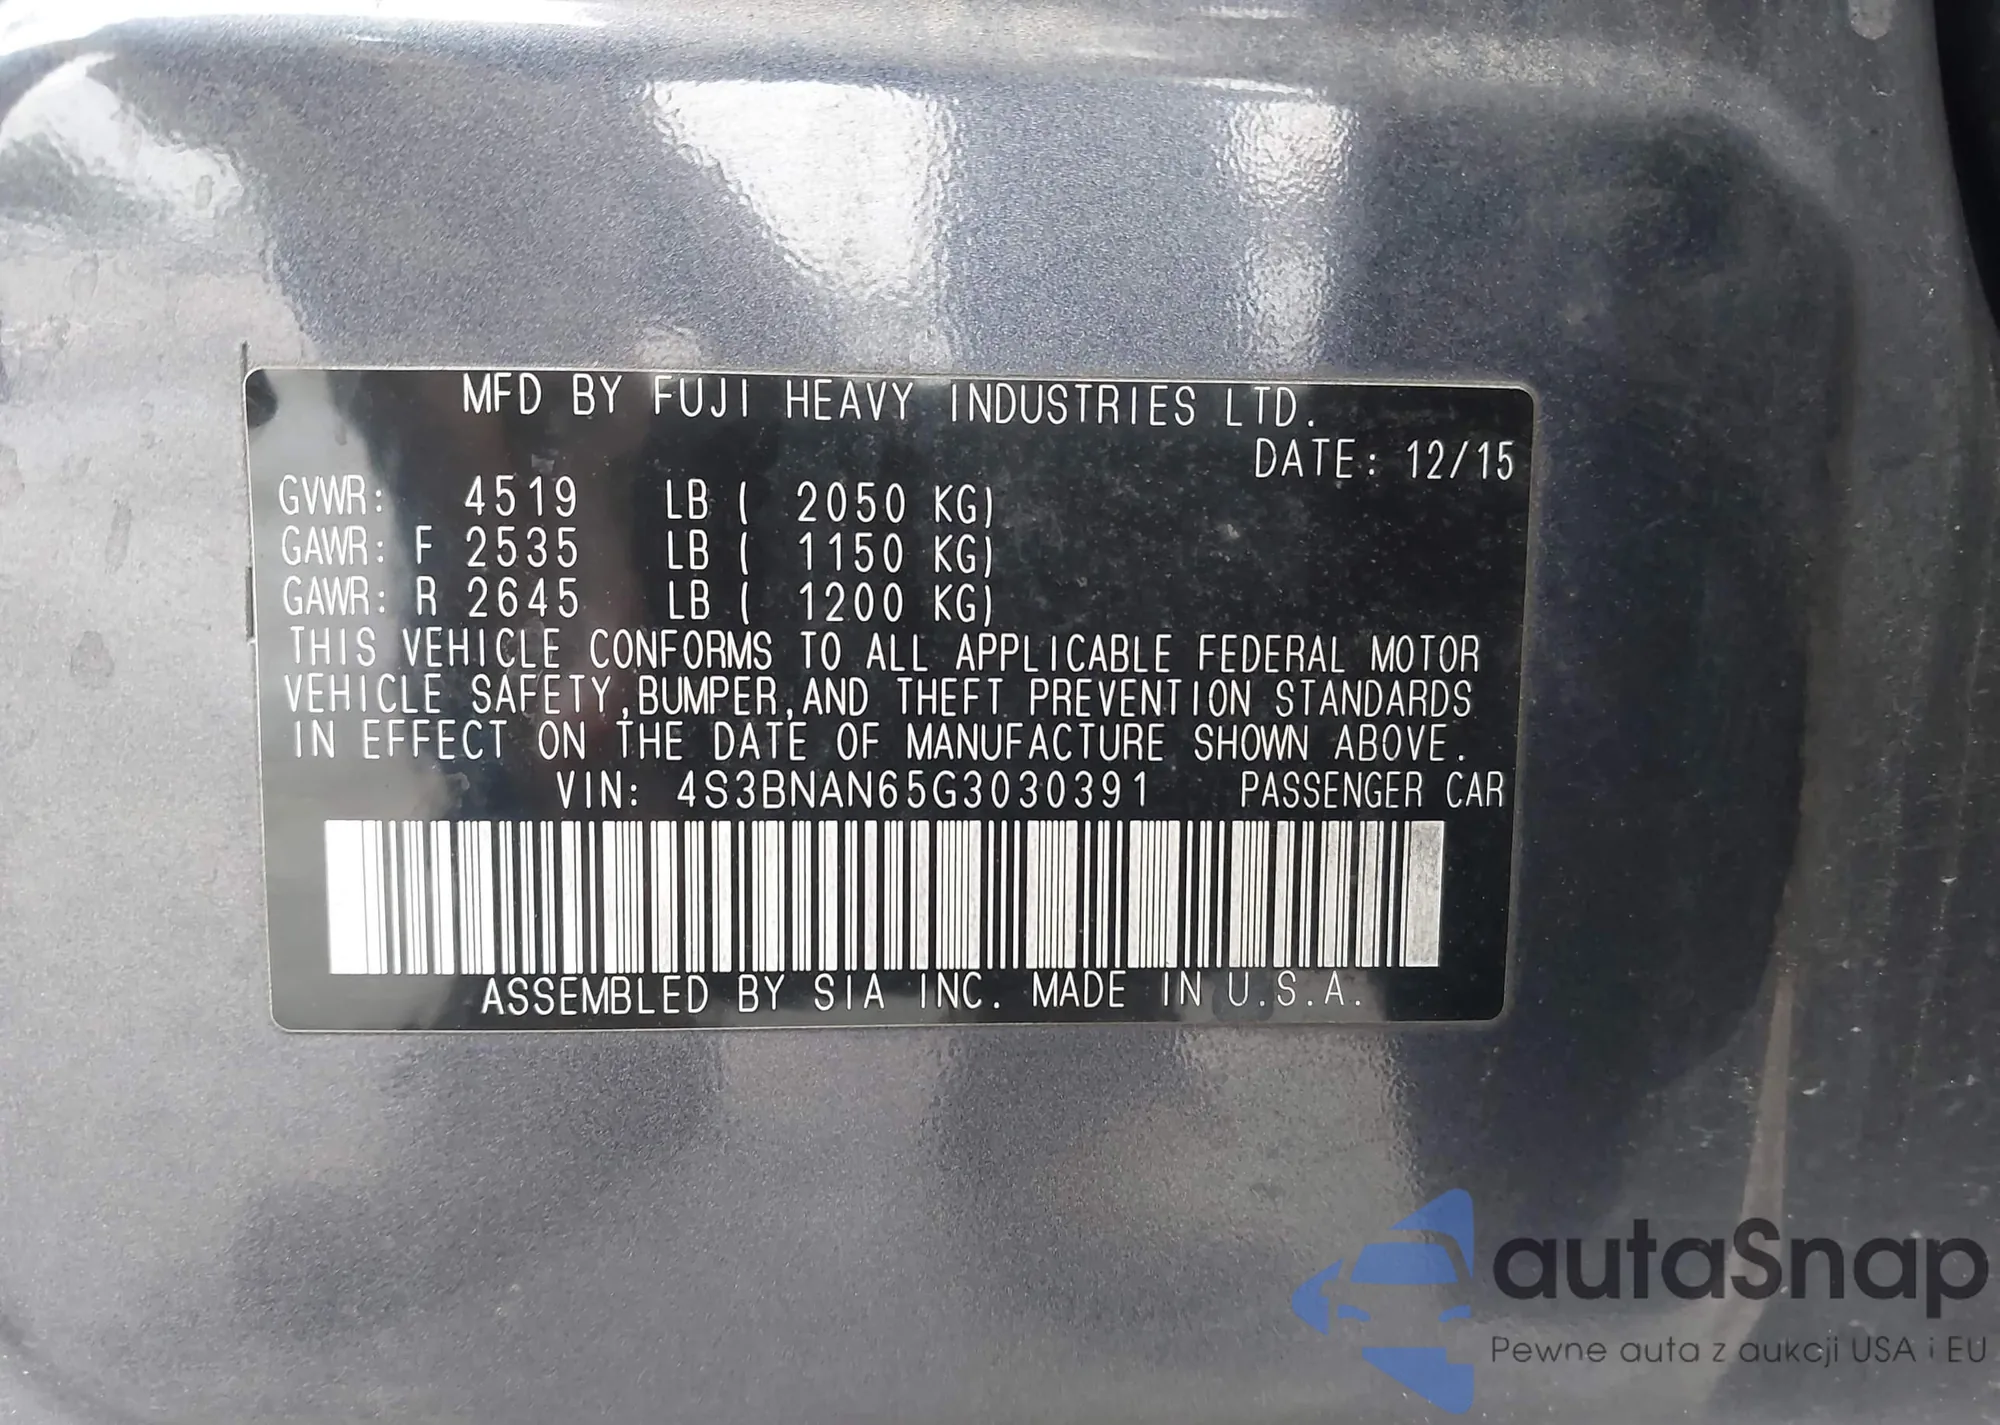 MFD BY FUJI HEAVY INDUSTRIES LTD.
DATE: 12/15
GVWR: 4519 LB ( 2050 KG)
GAWR: F 2535 LB ( 1150 KG)
GAWR: R 2645 LB ( 1200 KG)
THIS VEHICLE CONFORMS TO ALL APPLICABLE FEDERAL MOTOR
VEHICLE SAFETY,BUMPER,AND THEFT PREVENTION STANDARDS
IN EFFECT ON THE DATE OF MANUFACTURE SHOWN ABOVE.
VIN: 4S3BNAN65G3030391 PASSENGER CAR
ASSEMBLED BY SIA INC. MADE IN U.S.A.
autaSnap
Pewne auta z aukcji USA i EU